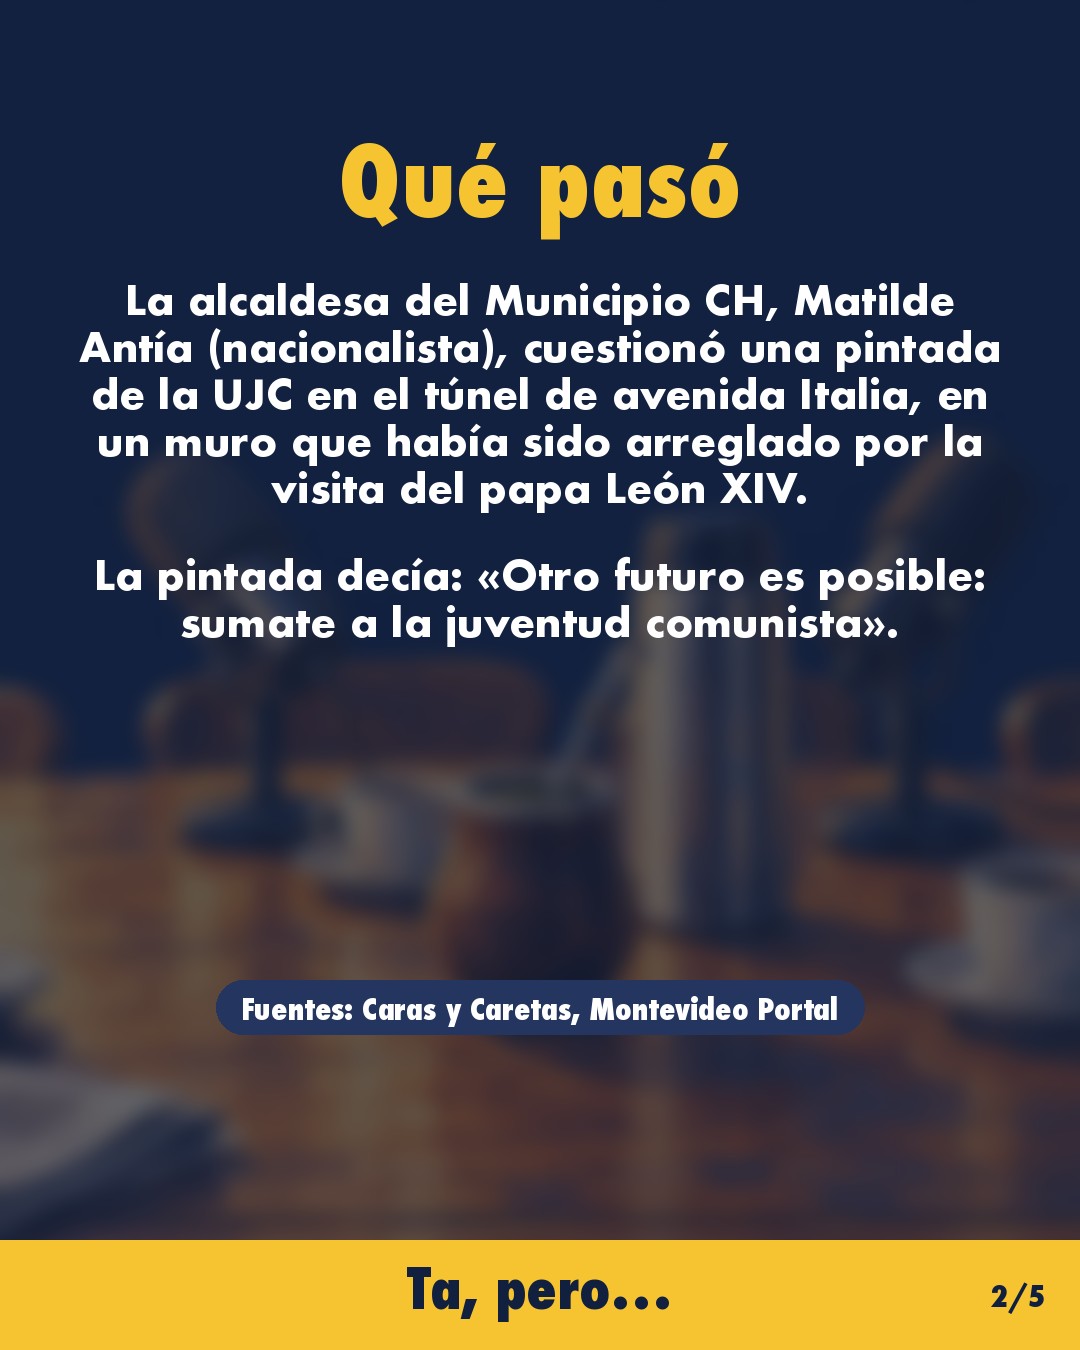 Qué pasó
La alcaldesa del Municipio CH, Matilde
Antía (nacionalista), cuestionó una pintada
de la UJC en el túnel de avenida Italia, en
un muro que había sido arreglado por la
visita del papa León XIV.
La pintada decía: «Otro futuro es posible:
sumate a la juventud comunista».
Fuentes: Caras y Caretas, Montevideo Portal
Ta, pero...
2/5